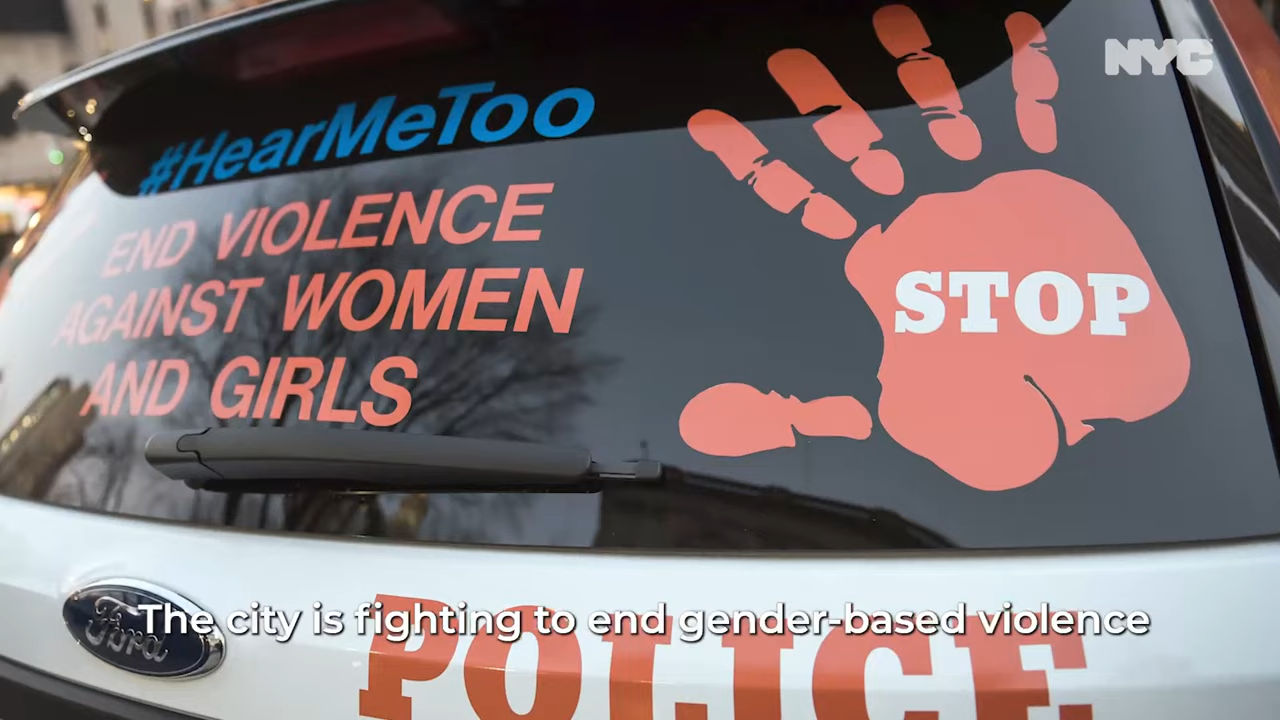 NYC
#HearMeToo
END VIOLENCE
AGAINST WOMEN
AND GIRLS
STOP
Ford
The city is fighting to end gender-based violence
POLICE